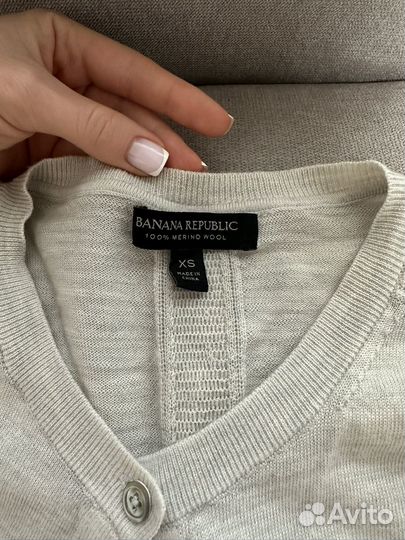 BANANA REPUBLIC
100% MERINO WOOL
XS
MADE IN
CHINA
Avito